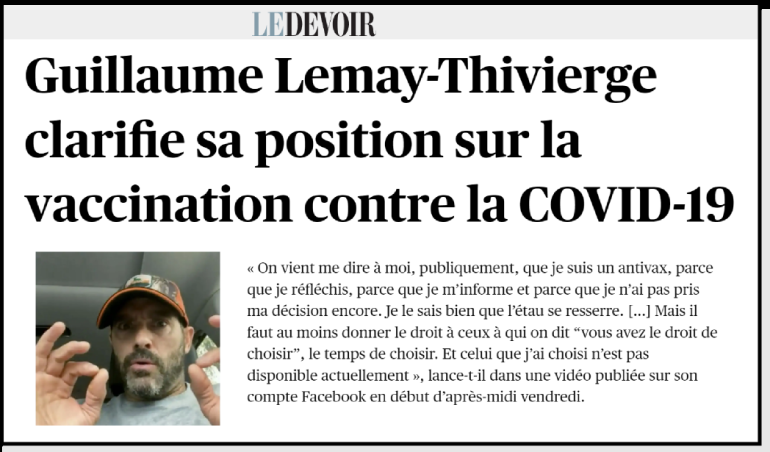 LE DEVOIR
Guillaume Lemay-Thivierge
clarifie sa position sur la
vaccination contre la COVID-19
« On vient me dire à moi, publiquement, que je suis un antivax, parce
que je réfléchis, parce que je m'informe et parce que je n'ai pas pris
ma décision encore. Je le sais bien que l'étau se resserre. [...] Mais il
faut au moins donner le droit à ceux à qui on dit “vous avez le droit de
choisir”, le temps de choisir. Et celui que j'ai choisi n'est pas
disponible actuellement », lance-t-il dans une vidéo publiée sur son
compte Facebook en début d'après-midi vendredi.